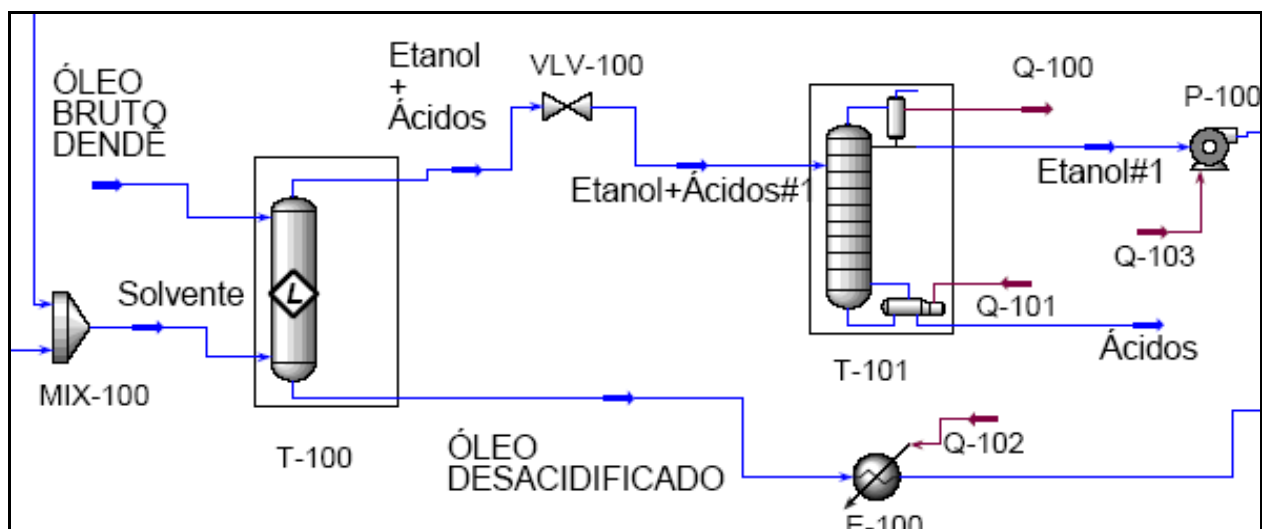 ÓLEO
BRUTO
DENDÊ
Etanol
+
Ácidos
VLV-100
Q-100
P-100
Etanol+Ácidos#1
Etanol#1
Q-103
Solvente
L
Q-101
Ácidos
MIX-100
T-101
T-100
ÓLEO
DESACIDIFICADO
Q-102
E-100